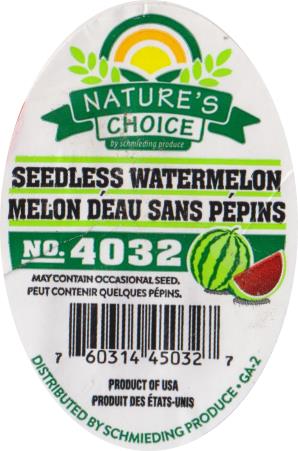 NATURE'S
CHOICE
by schmieding produce
SEEDLESS WATERMELON
MELON DÉAU SANS PÉPINS
NO. 4032
MAY CONTAIN OCCASIONAL SEED.
PEUT CONTENIR QUELQUES PÉPINS.
7 60314 45032 7
PRODUCT OF USA
PRODUIT DES ÉTATS-UNIS
DISTRIBUTED BY SCHMIEDING PRODUCE • GA-2